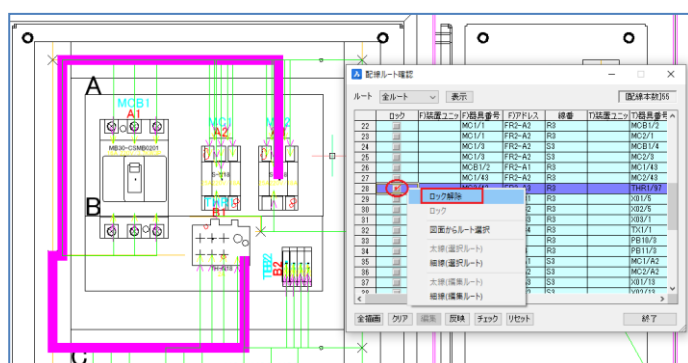 A
MCB1
A1
MC1
A2
MB30-CSMB0201
S-T18
B
THR1
B1
TB2
B2
C
配線ルート確認
ルート 全ルート 表示 [配線本数]55
ロック F)装置ユニッ F)器具番号 F)アドレス 線番 T)装置ユニッ T)器具番号
22 MC1/1 FR2-A2 R3 MCB1/2
23 MC1/1 FR2-A2 R3 MC2/1
24 MC1/3 FR2-A2 S3 MCB1/4
25 MC1/3 FR2-A2 S3 MC2/3
26 MCB1/2 FR2-A1 R3 MC1/43
27 MC1/43 FR2-A2 R3 MC2/43
28 R3 THR1/97
29 R3 X01/5
30 R3 X02/5
31 R3 X03/1
32 R3 TX1/1
33 R3 PB10/3
34 R3 PB11/3
35 S3 MC1/A2
36 S3 MC2/A2
37 S3 X01/13
ロック解除
ロック
図面からルート選択
太線(選択ルート)
細線(選択ルート)
太線(編集ルート)
細線(編集ルート)
全描画 クリア 編集 反映 チェック リセット 終了